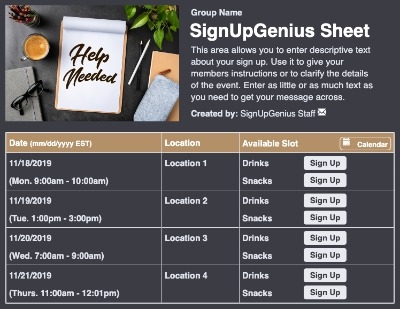 Help
Needed
Group Name
SignUpGenius Sheet
This area allows you to enter descriptive text
about your sign up. Use it to give your
members instructions or to clarify the details
of the event. Enter as little or as much text as
you need to get your message across.
Created by: SignUpGenius Staff
Date (mm/dd/yyyy EST) Location Available Slot Calendar
11/18/2019 Location 1 Drinks Sign Up
(Mon. 9:00am - 10:00am) Snacks Sign Up
11/19/2019 Location 2 Drinks Sign Up
(Tue. 1:00pm - 3:00pm) Snacks Sign Up
11/20/2019 Location 3 Drinks Sign Up
(Wed. 7:00am - 9:00am) Snacks Sign Up
11/21/2019 Location 4 Drinks Sign Up
(Thurs. 11:00am - 12:01pm) Snacks Sign Up